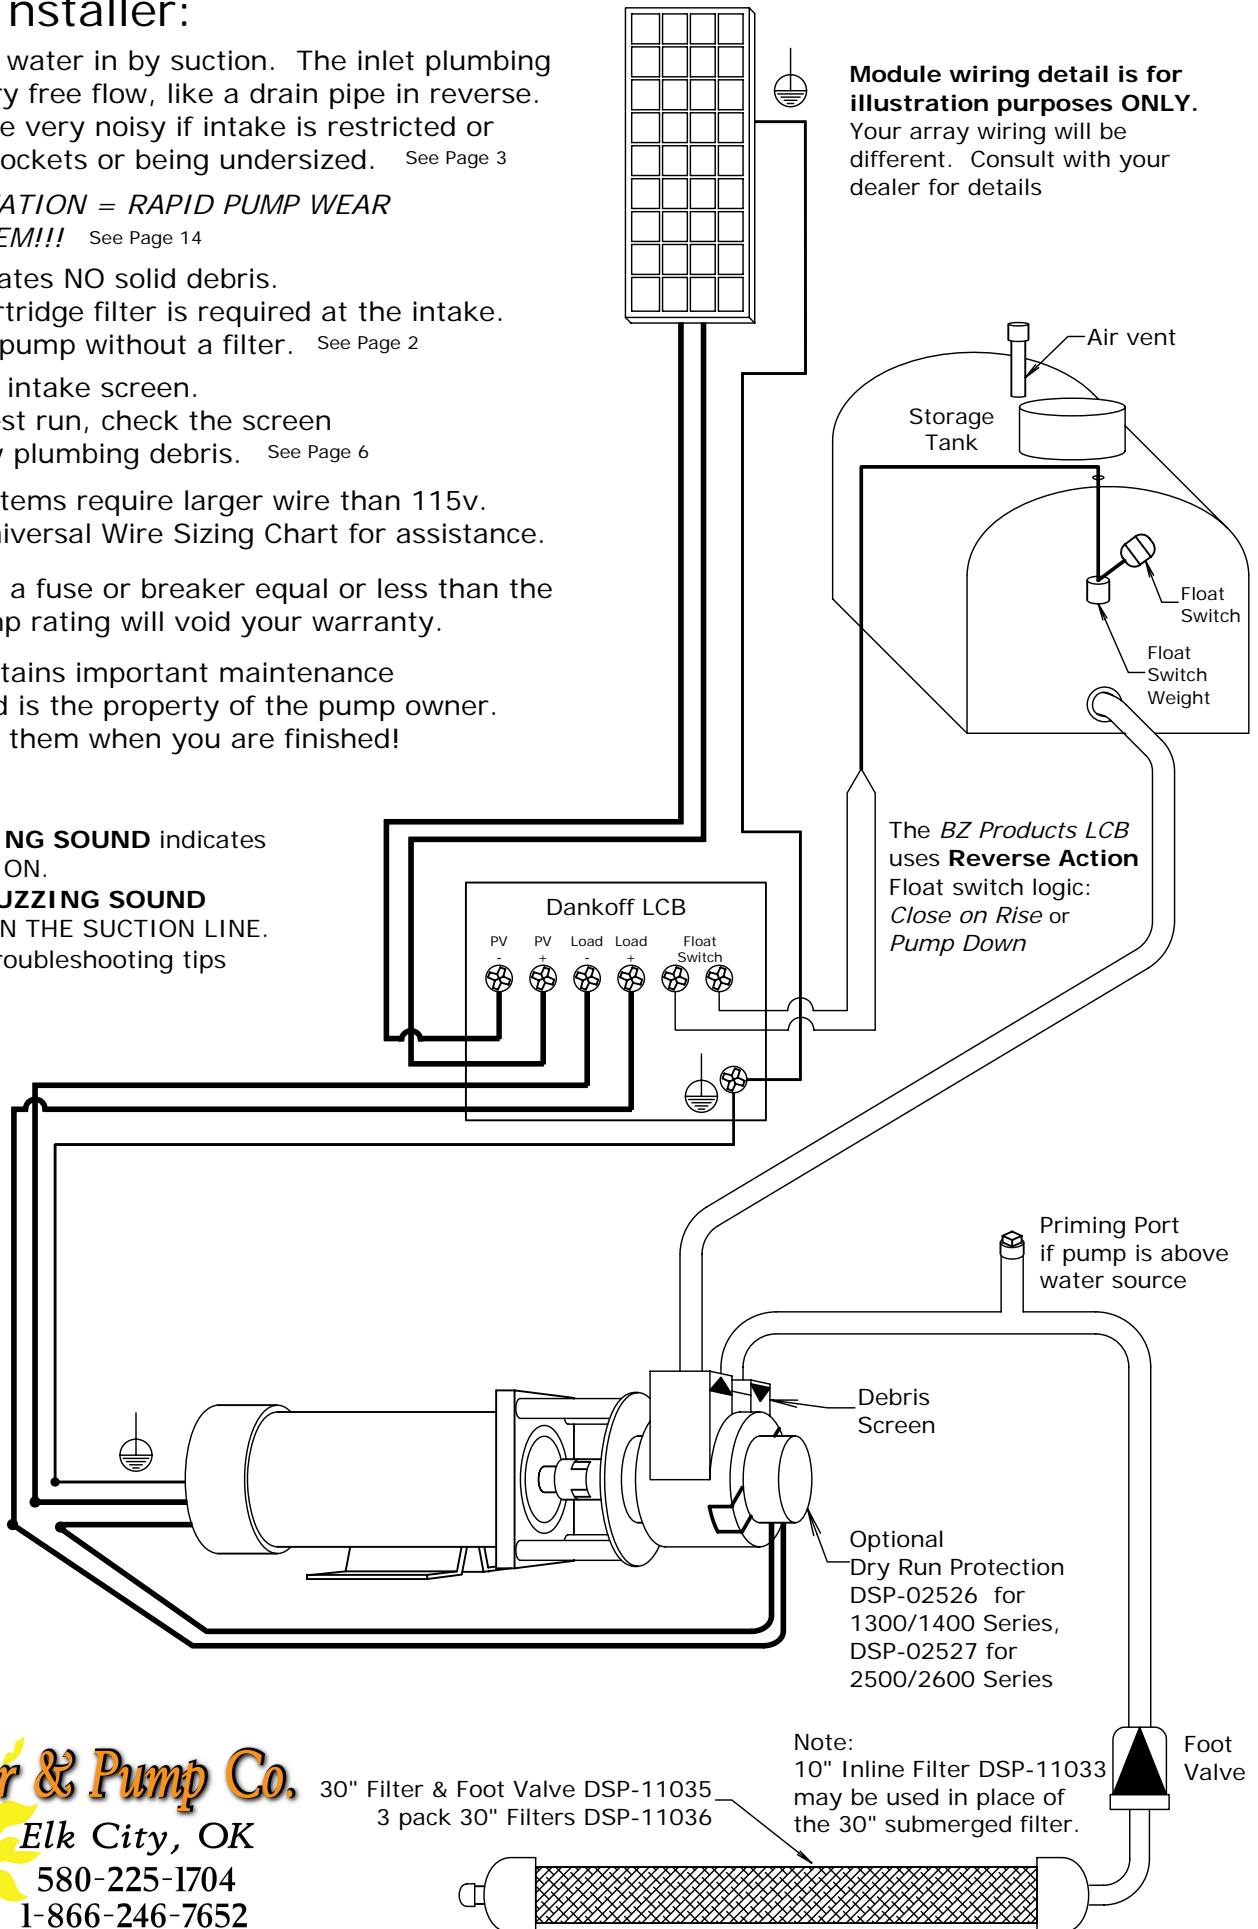 nstaller:
water in by suction. The inlet plumbing
ry free flow, like a drain pipe in reverse.
e very noisy if intake is restricted or
ockets or being undersized. See Page 3
ATION = RAPID PUMP WEAR
EM!!! See Page 14
ates NO solid debris.
rtridge filter is required at the intake.
pump without a filter. See Page 2
intake screen.
est run, check the screen
y plumbing debris. See Page 6
stems require larger wire than 115v.
niversal Wire Sizing Chart for assistance.
a fuse or breaker equal or less than the
mp rating will void your warranty.
tains important maintenance
d is the property of the pump owner.
them when you are finished!
NG SOUND indicates
ON.
UZZING SOUND
N THE SUCTION LINE.
roubleshooting tips
Module wiring detail is for
illustration purposes ONLY.
Your array wiring will be
different. Consult with your
dealer for details
Air vent
Storage
Tank
Float
Switch
Float
Switch
Weight
The BZ Products LCB
uses Reverse Action
Float switch logic:
Close on Rise or
Pump Down
Dankoff LCB
PV PV Load Load Float
- + - + Switch
Priming Port
if pump is above
water source
Debris
Screen
Optional
Dry Run Protection
DSP-02526 for
1300/1400 Series,
DSP-02527 for
2500/2600 Series
Note:
10" Inline Filter DSP-11033
may be used in place of
the 30" submerged filter.
Foot
Valve
30" Filter & Foot Valve DSP-11035
3 pack 30" Filters DSP-11036
r & Pump Co.
Elk City, OK
580-225-1704
1-866-246-7652